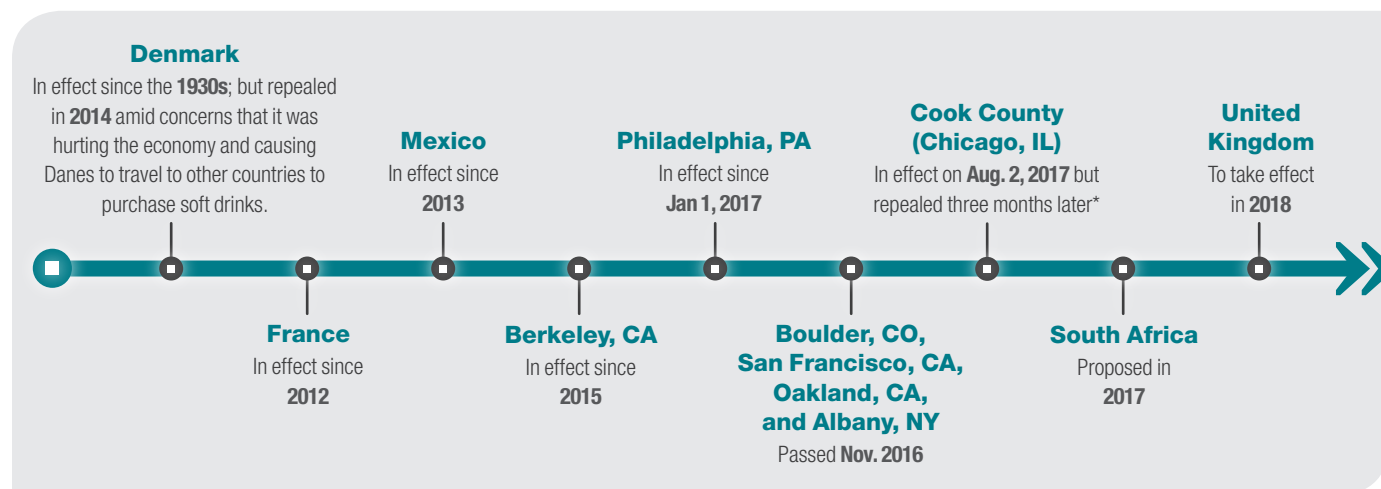 Denmark
In effect since the 1930s; but repealed
in 2014 amid concerns that it was
hurting the economy and causing
Danes to travel to other countries to
purchase soft drinks.
France
In effect since
2012
Mexico
In effect since
2013
Berkeley, CA
In effect since
2015
Philadelphia, PA
In effect since
Jan 1, 2017
Boulder, CO,
San Francisco, CA,
Oakland, CA,
and Albany, NY
Passed Nov. 2016
Cook County
(Chicago, IL)
In effect on Aug. 2, 2017 but
repealed three months later*
South Africa
Proposed in
2017
United
Kingdom
To take effect
in 2018